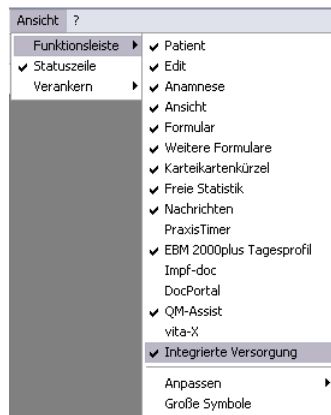 Ansicht ?
Funktionsleiste
Statuszeile
Verankern
Patient
Edit
Anamnese
Ansicht
Formular
Weitere Formulare
Karteikartenkürzel
Freie Statistik
Nachrichten
PraxisTimer
EBM 2000plus Tagesprofil
Impf-doc
DocPortal
QM-Assist
vita-X
Integrierte Versorgung
Anpassen
Große Symbole